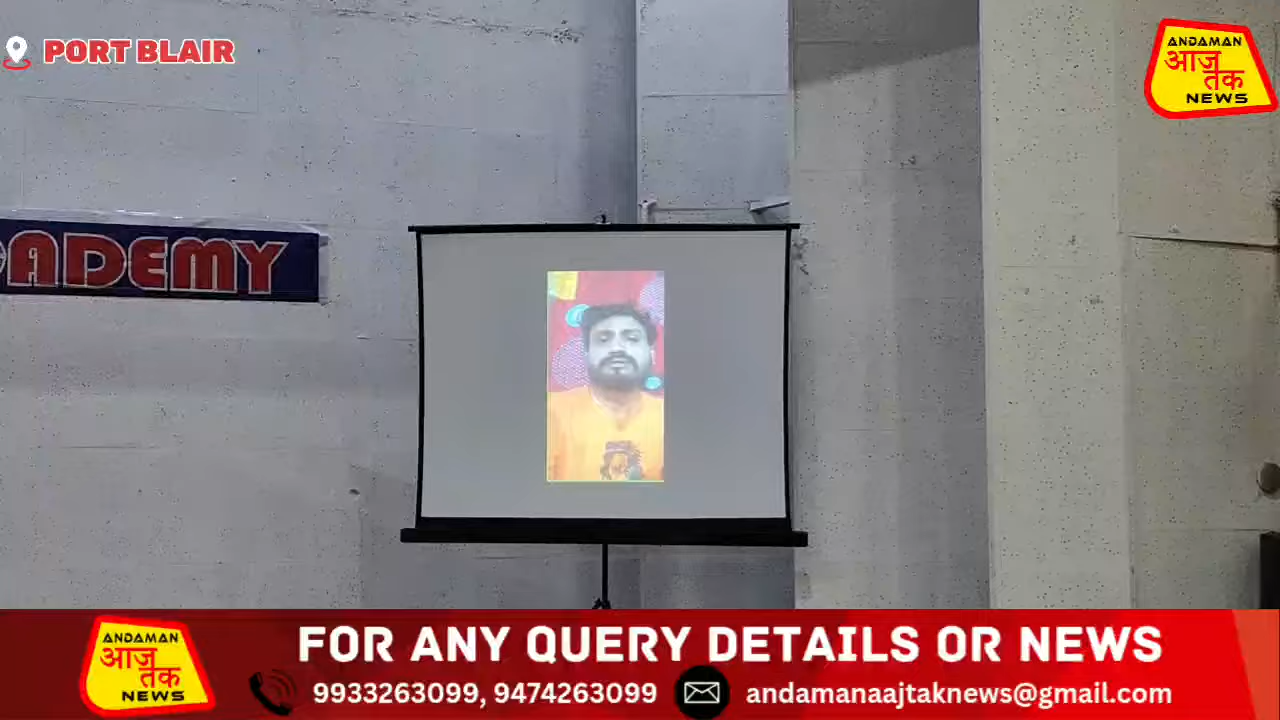 PORT BLAIR
ANDAMAN
आज
तक
NEWS
ADEMY
FOR ANY QUERY DETAILS OR NEWS
ANDAMAN
आज
तक
NEWS
9933263099, 9474263099
andamanaajtaknews@gmail.com